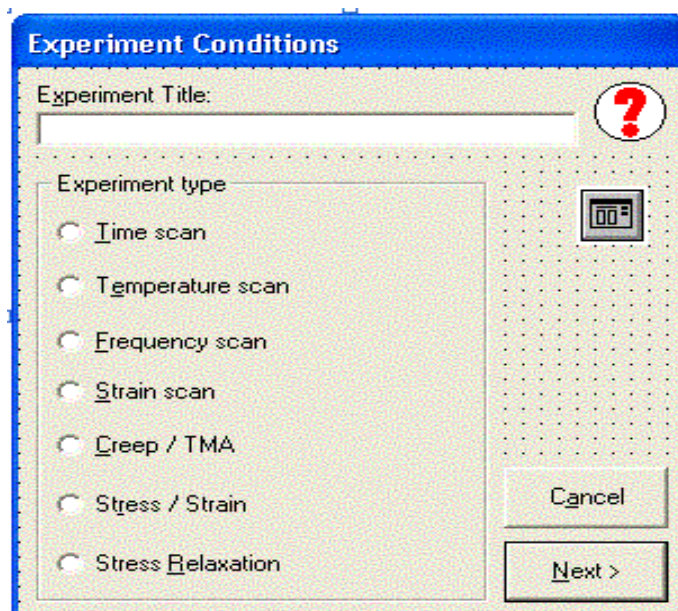 Experiment Conditions
Experiment Title:
?
Experiment type
Time scan
Temperature scan
Frequency scan
Strain scan
Creep / TMA
Stress / Strain
Stress Relaxation
Cancel
Next >